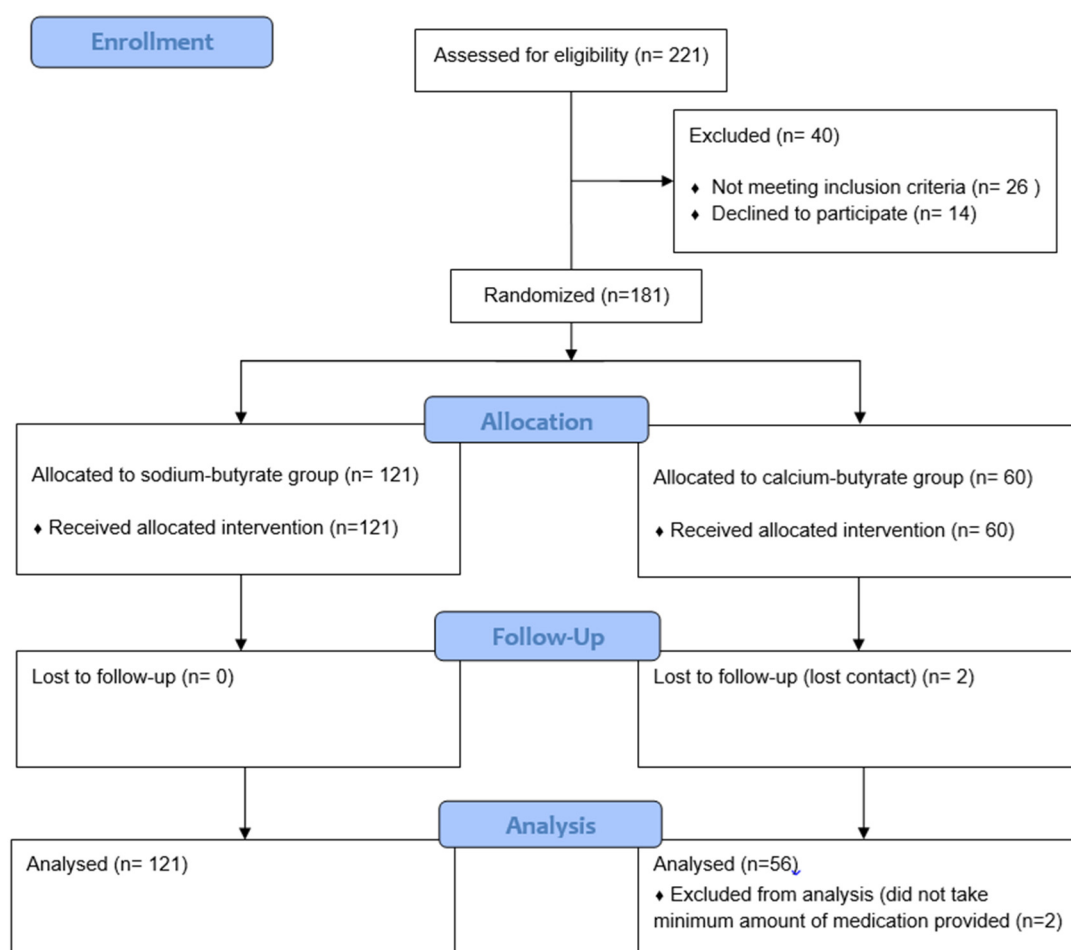 Enrollment
Assessed for eligibility (n= 221)
Excluded (n= 40)
♦ Not meeting inclusion criteria (n= 26 )
♦ Declined to participate (n= 14)
Randomized (n=181)
Allocation
Allocated to sodium-butyrate group (n= 121)
♦ Received allocated intervention (n=121)
Allocated to calcium-butyrate group (n= 60)
♦ Received allocated intervention (n= 60)
Follow-Up
Lost to follow-up (n= 0)
Lost to follow-up (lost contact) (n= 2)
Analysis
Analysed (n= 121)
Analysed (n=56)
♦ Excluded from analysis (did not take
minimum amount of medication provided (n=2)